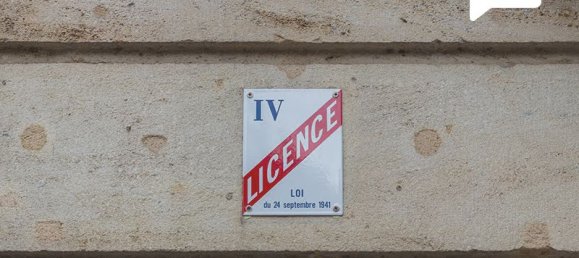 IV
LICENCE
LOI
du 24 septembre 1941